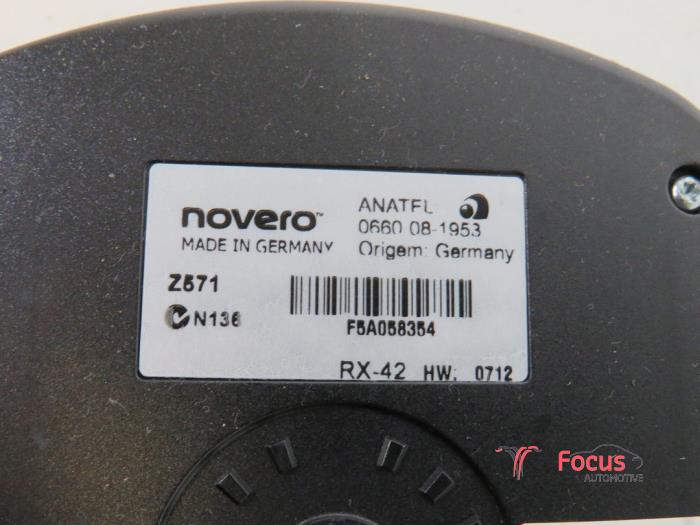 novero™
MADE IN GERMANY
ANATEL:
0660 08-1953
Origem: Germany
Z571
N136
F5A058354
RX-42 HW: 0712
Focus
AUTOMOTIVE